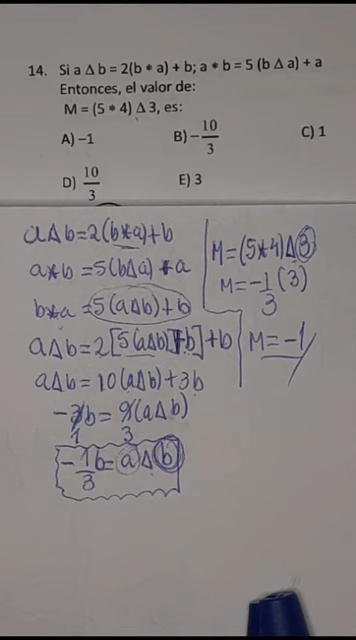 14. Si a Δ b = 2(b * a) + b; a * b = 5 (b Δ a) + a
Entonces, el valor de:
M = (5 * 4) Δ 3, es:
A) –1 B) –10/3 C) 1
D) 10/3 E) 3
aΔb = 2(b*a)+b
a*b = 5(bΔa) + a
b*a = 5(aΔb) + b
aΔb = 2[5(aΔb)+b]+b
aΔb = 10(aΔb)+3b
-3b = 9(aΔb)
1 3
-1/3 b = a Δ b
M = (5*4)Δ3
M = -1/3 (3)
M = -1